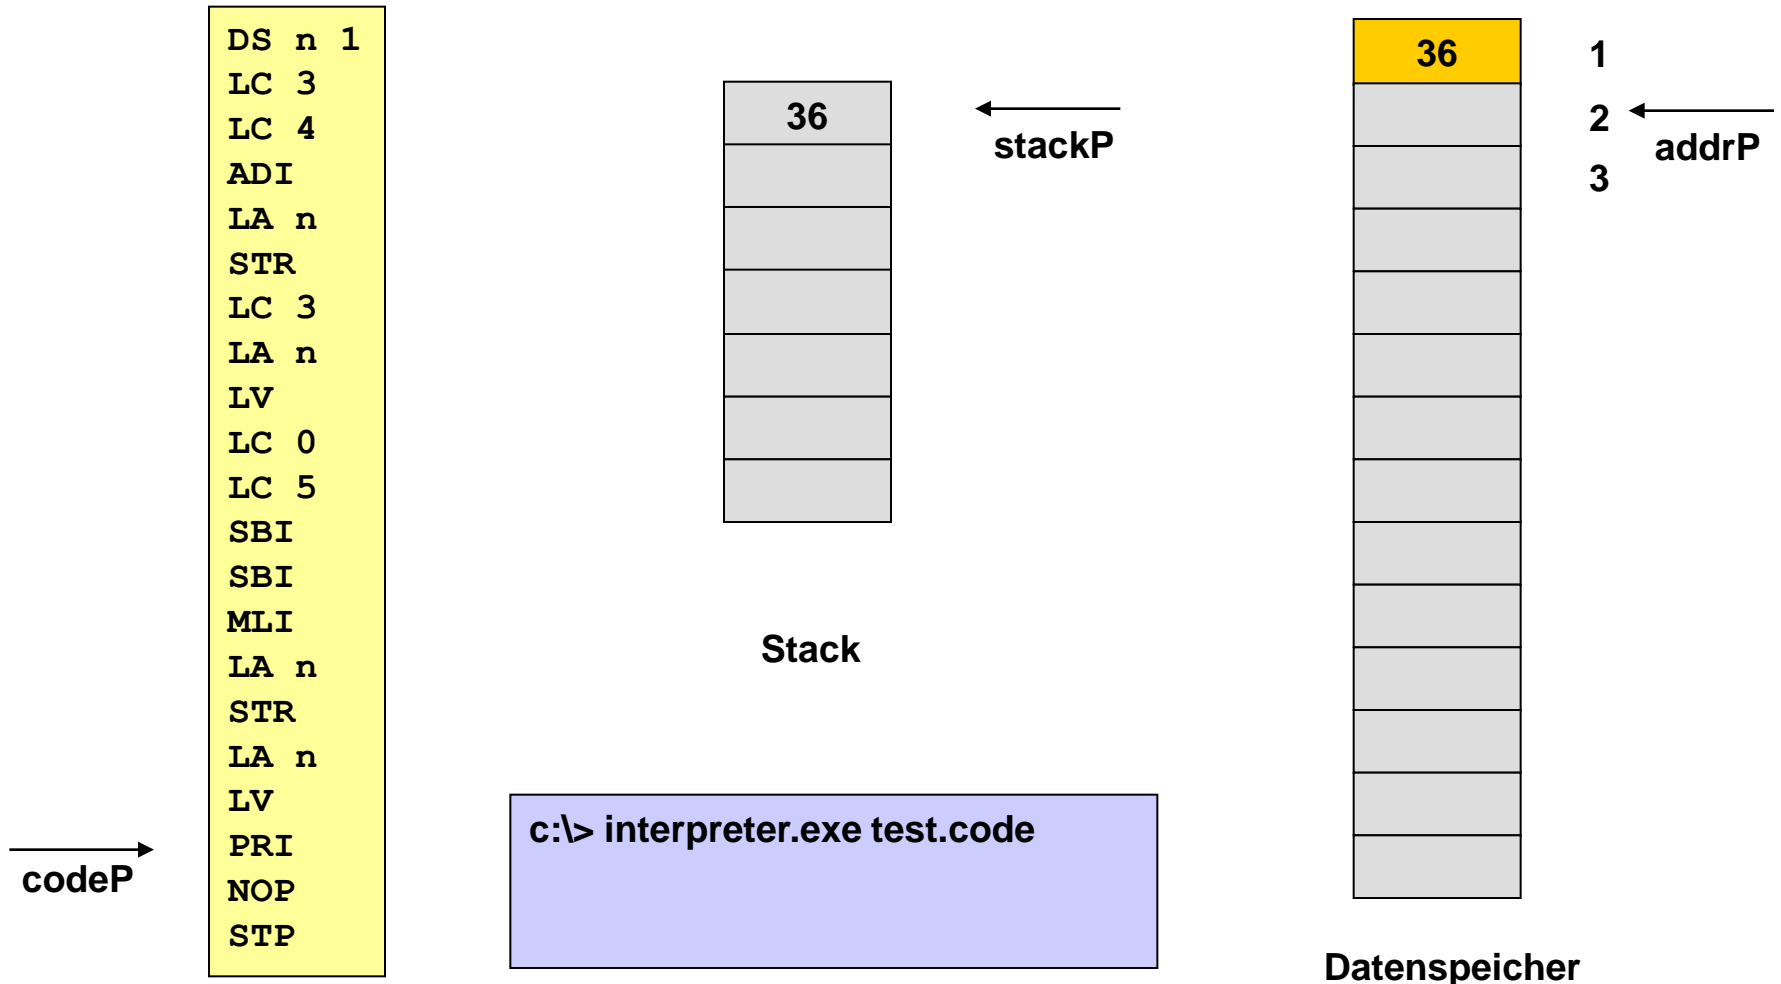 DS n 1
LC 3
LC 4
ADI
LA n
STR
LC 3
LA n
LV
LC 0
LC 5
SBI
SBI
MLI
LA n
STR
LA n
LV
PRI
NOP
STP
codeP
36
stackP
Stack
c:\> interpreter.exe test.code
36
1
2
3
addrP
Datenspeicher